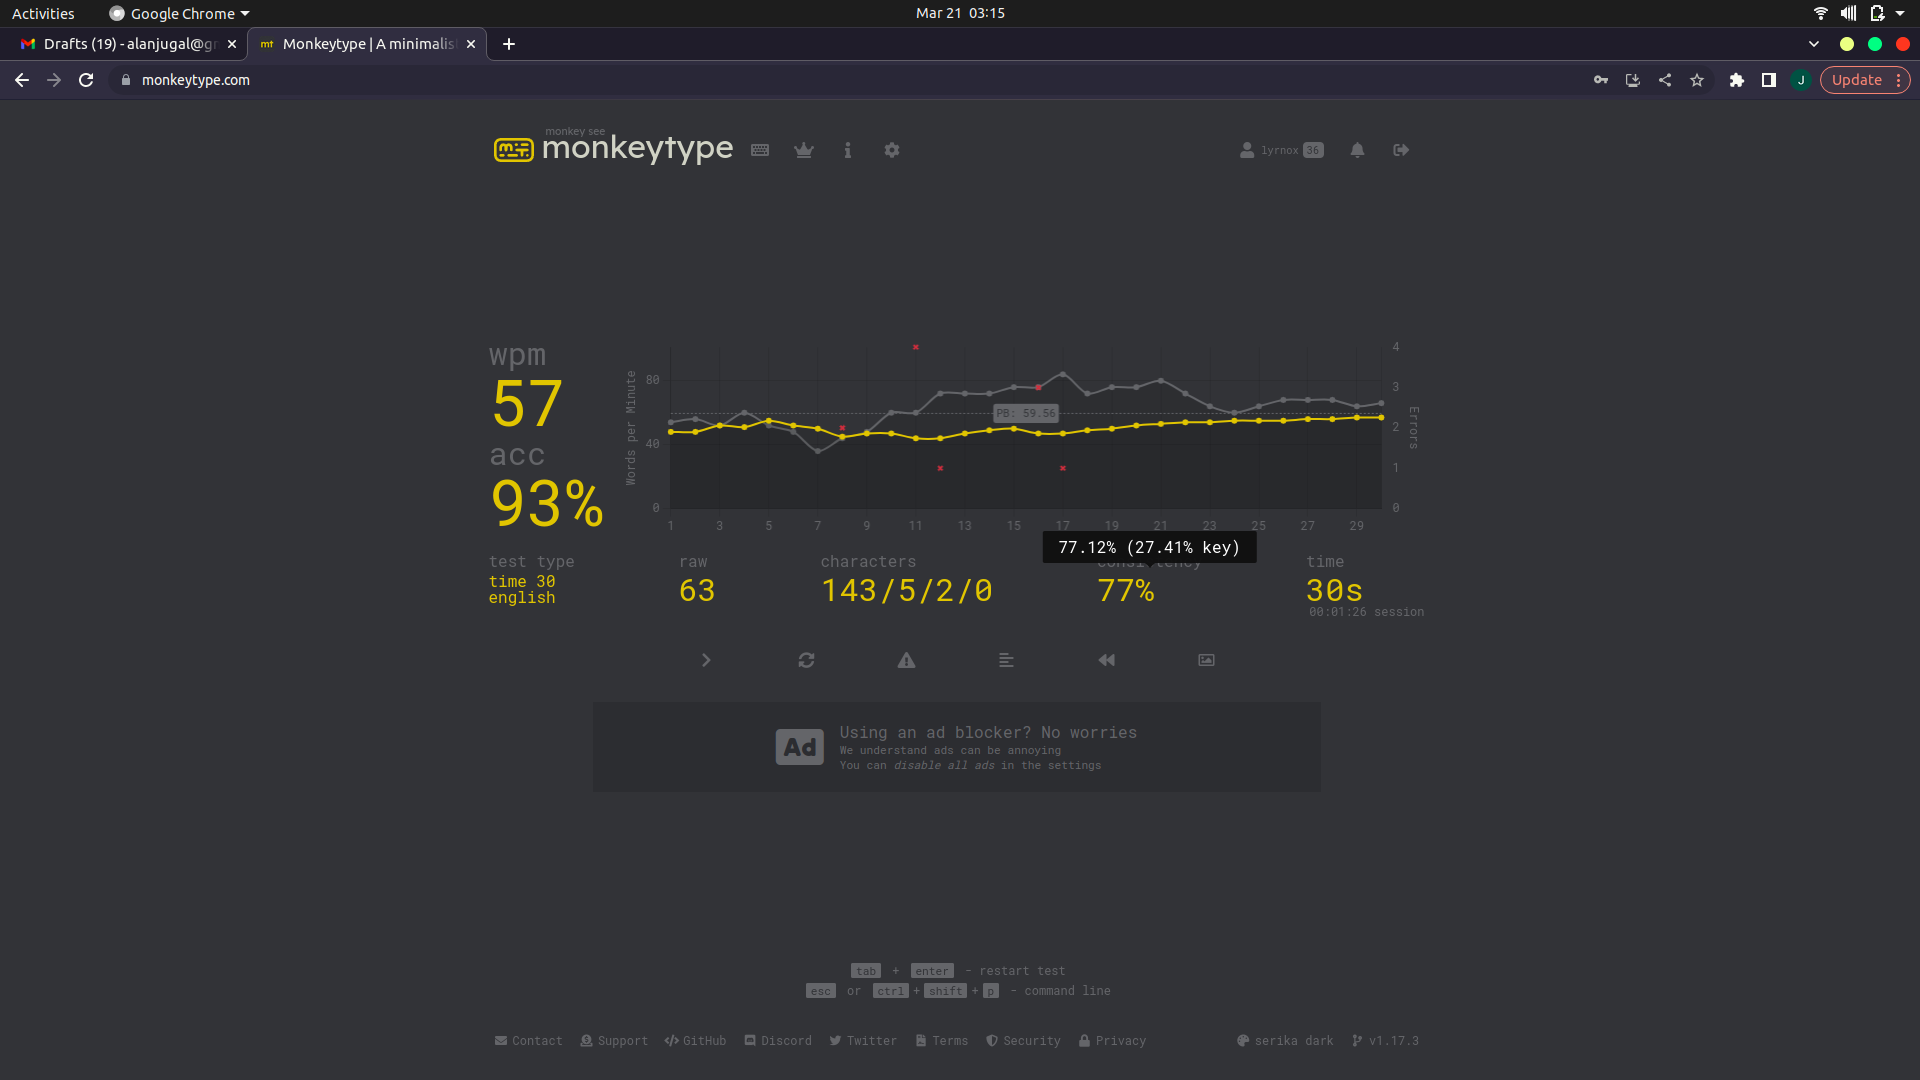 Activities
Google Chrome
Mar 21 03:15
Drafts (19) - alanjugal@gr
Monkeytype | A minimalis
monkeytype.com
J
Update
monkey see
monkeytype
lyrnox 36
wpm
57
acc
93%
Words per Minute
80
40
0
PB: 59.56
4
3
2
1
0
Errors
1 3 5 7 9 11 13 15 17 19 21 23 25 27 29
77.12% (27.41% key)
test type
time 30
english
raw
63
characters
143/5/2/0
consistency
77%
time
30s
00:01:26 session
Ad
Using an ad blocker? No worries
We understand ads can be annoying
You can disable all ads in the settings
tab + enter - restart test
esc or ctrl + shift + p - command line
Contact Support GitHub Discord Twitter Terms Security Privacy serika dark v1.17.3